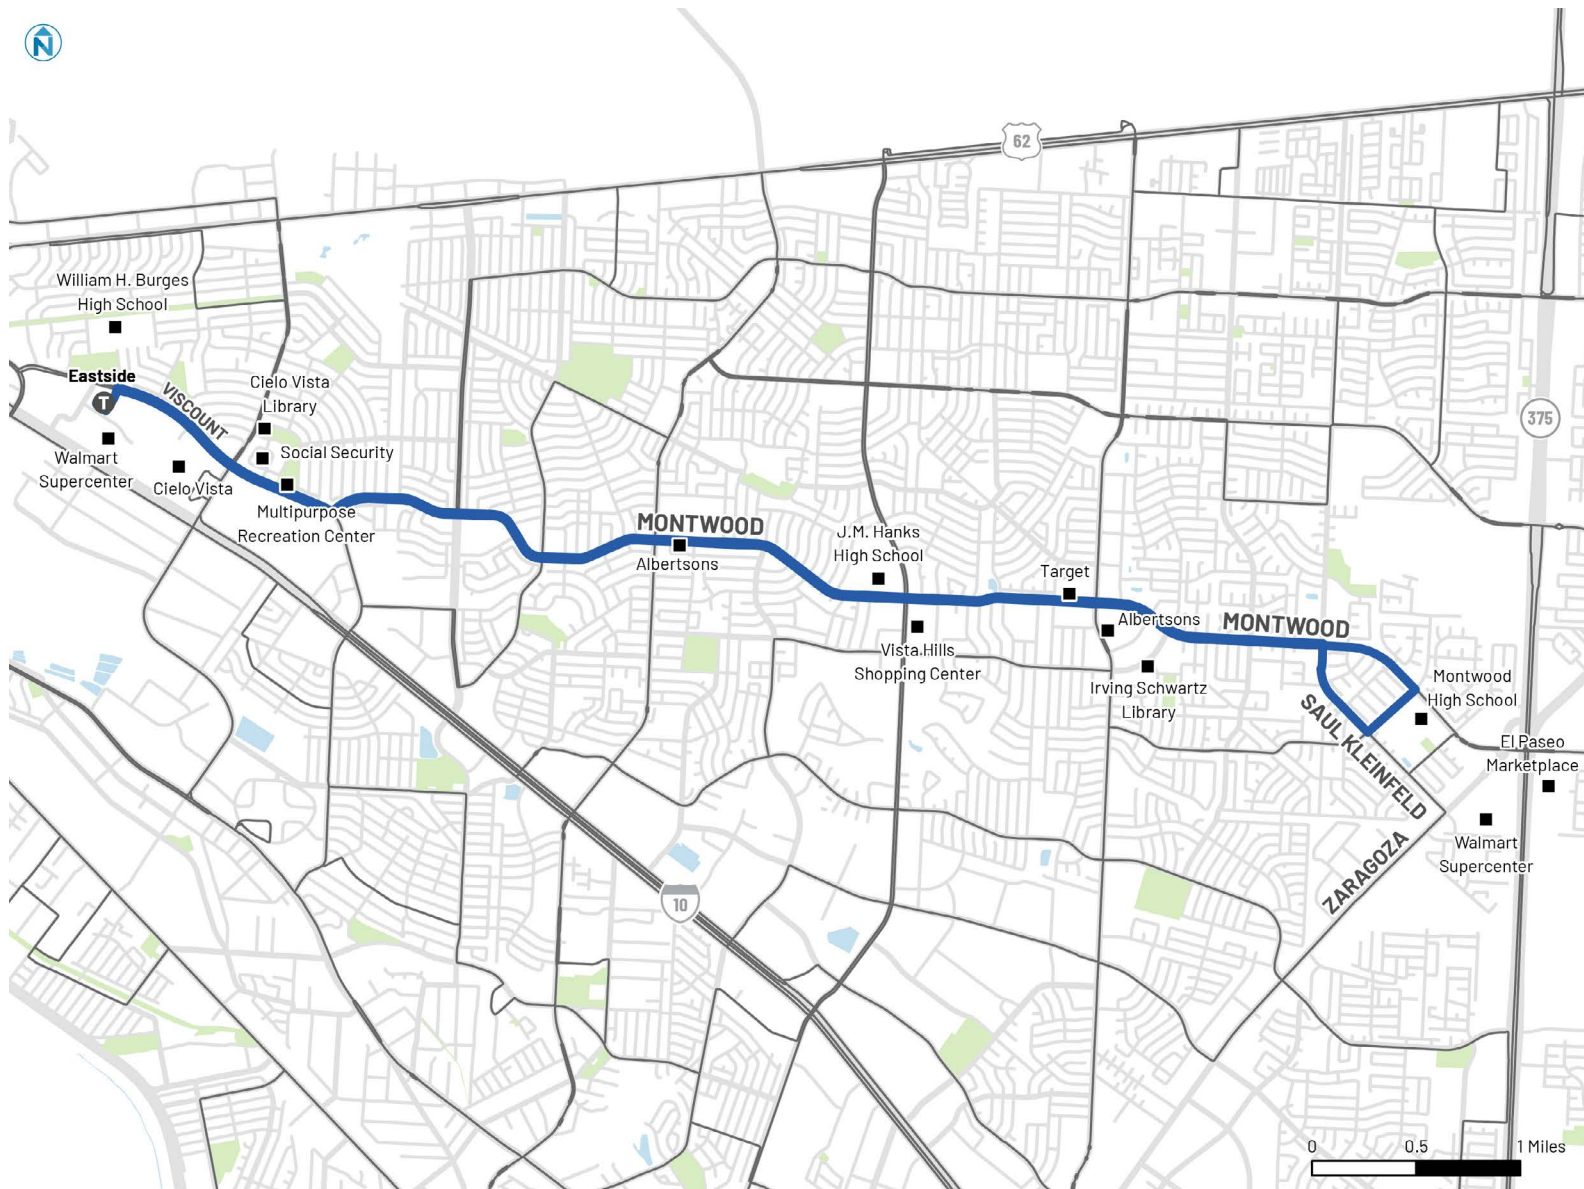 N
62
William H. Burges
High School
Eastside
T
VISCOUNT
Cielo Vista
Library
375
Walmart
Supercenter
Social Security
Cielo Vista
Multipurpose
Recreation Center
MONTWOOD
Albertsons
J.M. Hanks
High School
Target
Albertsons
MONTWOOD
Vista Hills
Shopping Center
Irving Schwartz
Library
Montwood
High School
SAUL KLEINFELD
El Paseo
Marketplace
Walmart
Supercenter
ZARAGOZA
10
0 0.5 1 Miles